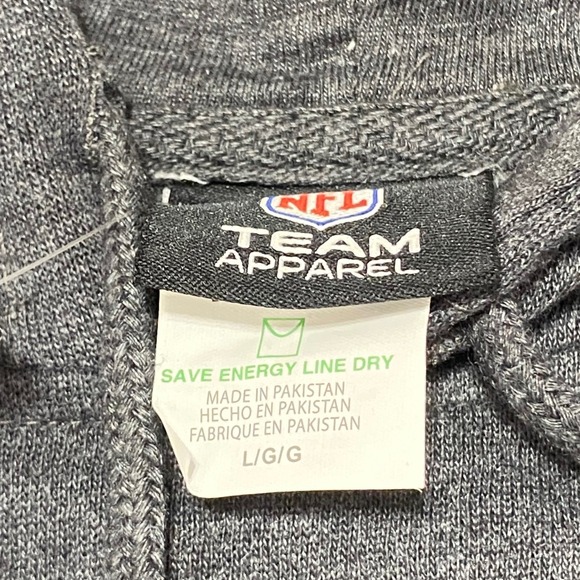 NFL
TEAM
APPAREL
SAVE ENERGY LINE DRY
MADE IN PAKISTAN
HECHO EN PAKISTAN
FABRIQUE EN PAKISTAN
L/G/G